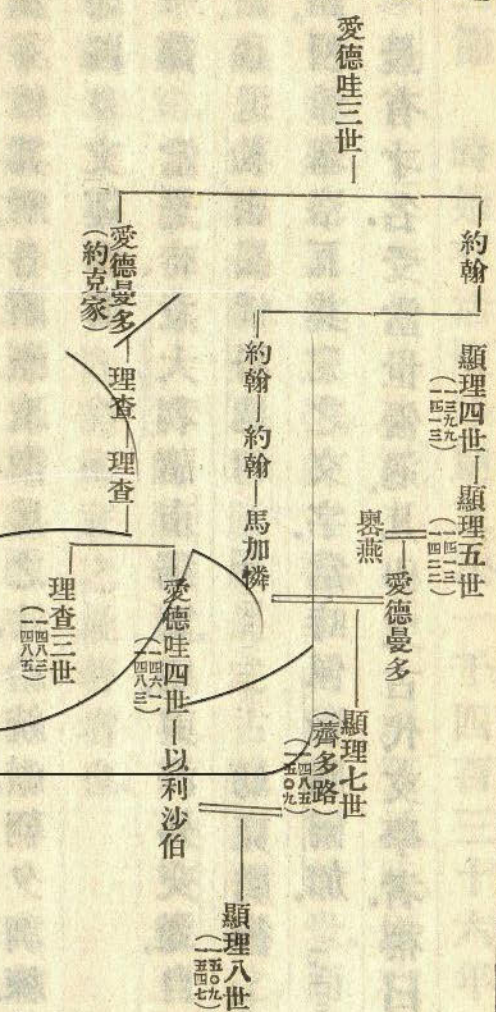 愛德哇三世
約翰
顯理四世
(一三九九
一四一三)
顯理五世
(一四一三
一四二二)
奧燕
愛德曼多
約翰
約翰
馬加憐
顯理七世
(薺多路)
(一四八五
一五〇九)
愛德曼多
(約克家)
理查
理查
愛德哇四世
(一四六一
一四八三)
以利沙伯
理查三世
(一四八三
一四八五)
顯理八世
(一五〇九
一五四七)